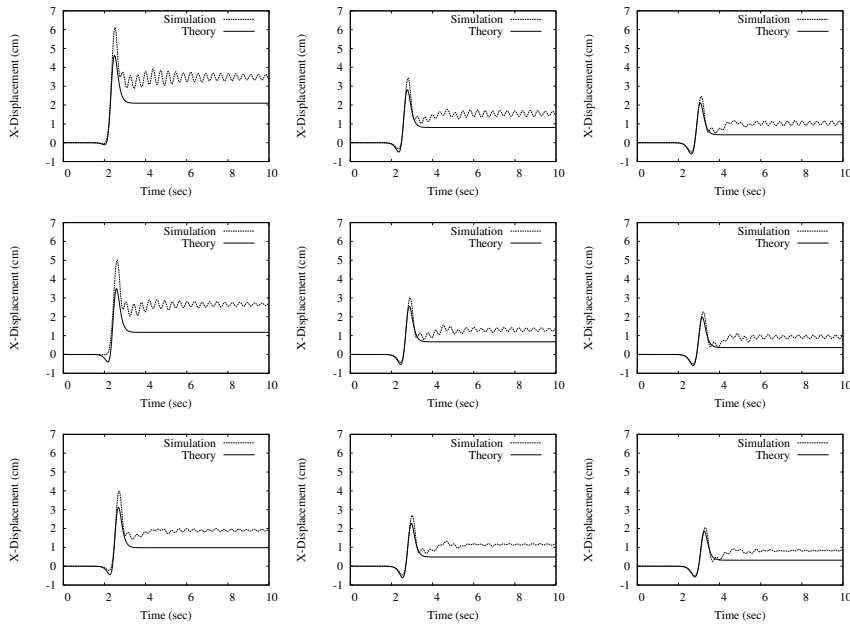 X-Displacement (cm)
7
6
5
4
3
2
1
0
-1
Simulation
Theory
0 2 4 6 8 10
Time (sec)
X-Displacement (cm)
7
6
5
4
3
2
1
0
-1
Simulation
Theory
0 2 4 6 8 10
Time (sec)
X-Displacement (cm)
7
6
5
4
3
2
1
0
-1
Simulation
Theory
0 2 4 6 8 10
Time (sec)
X-Displacement (cm)
7
6
5
4
3
2
1
0
-1
Simulation
Theory
0 2 4 6 8 10
Time (sec)
X-Displacement (cm)
7
6
5
4
3
2
1
0
-1
Simulation
Theory
0 2 4 6 8 10
Time (sec)
X-Displacement (cm)
7
6
5
4
3
2
1
0
-1
Simulation
Theory
0 2 4 6 8 10
Time (sec)
X-Displacement (cm)
7
6
5
4
3
2
1
0
-1
Simulation
Theory
0 2 4 6 8 10
Time (sec)
X-Displacement (cm)
7
6
5
4
3
2
1
0
-1
Simulation
Theory
0 2 4 6 8 10
Time (sec)
X-Displacement (cm)
7
6
5
4
3
2
1
0
-1
Simulation
Theory
0 2 4 6 8 10
Time (sec)